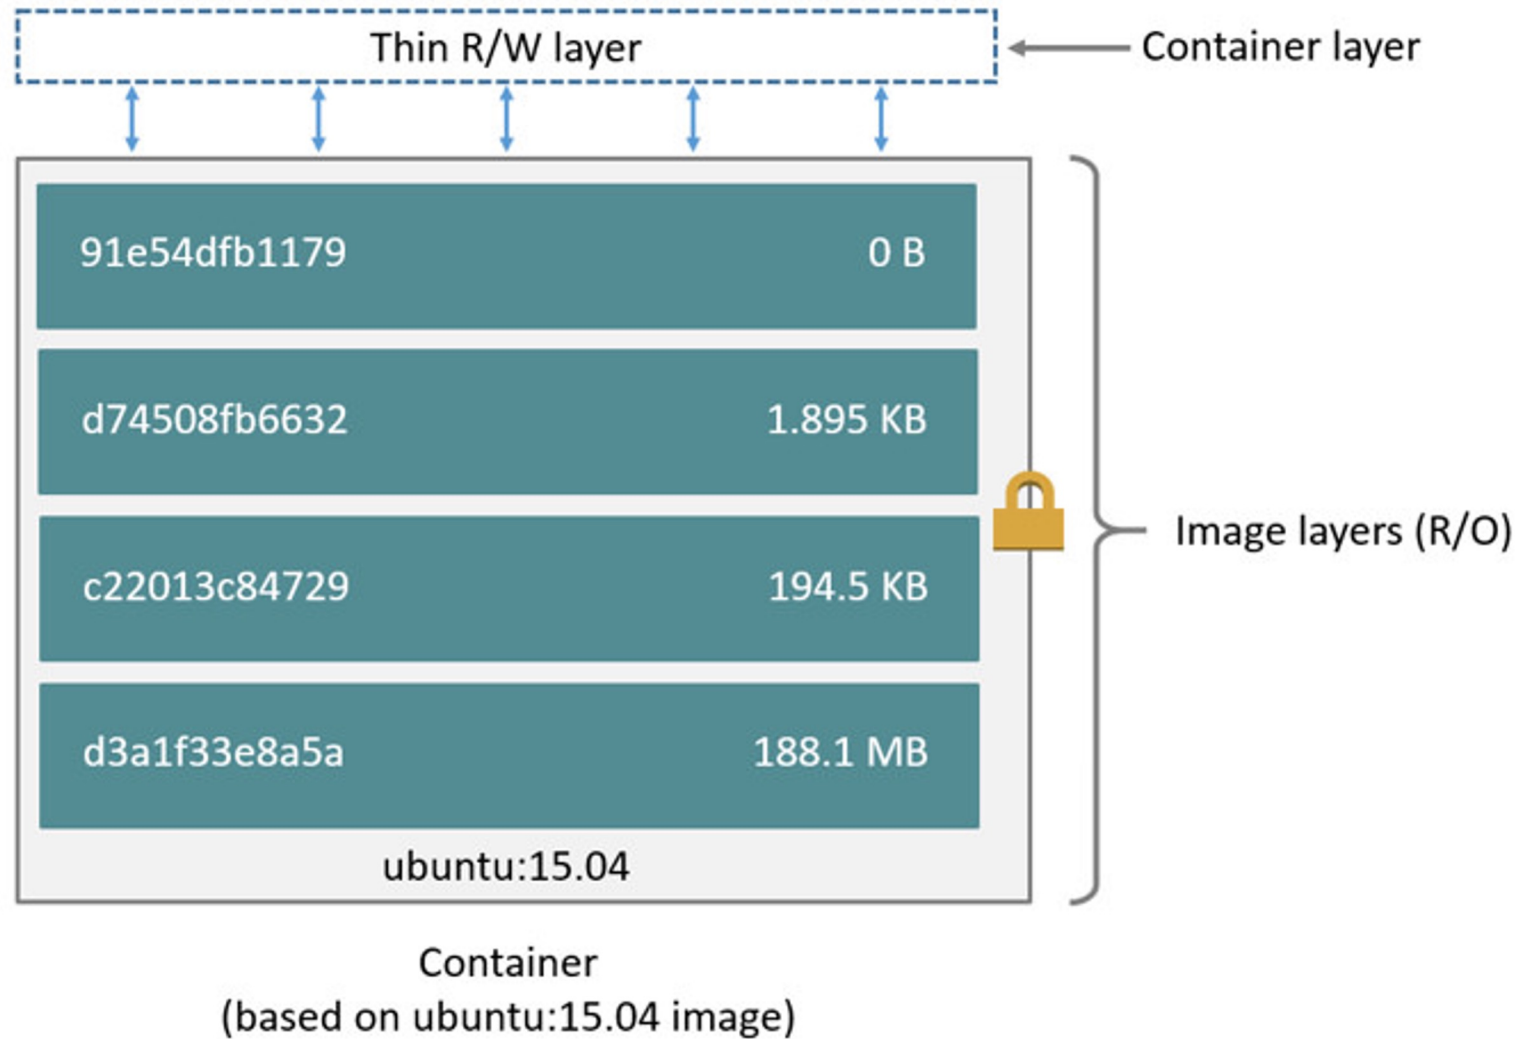 Thin R/W layer
Container layer
91e54dfb1179 0 B
d74508fb6632 1.895 KB
c22013c84729 194.5 KB
Image layers (R/O)
d3a1f33e8a5a 188.1 MB
ubuntu:15.04
Container
(based on ubuntu:15.04 image)